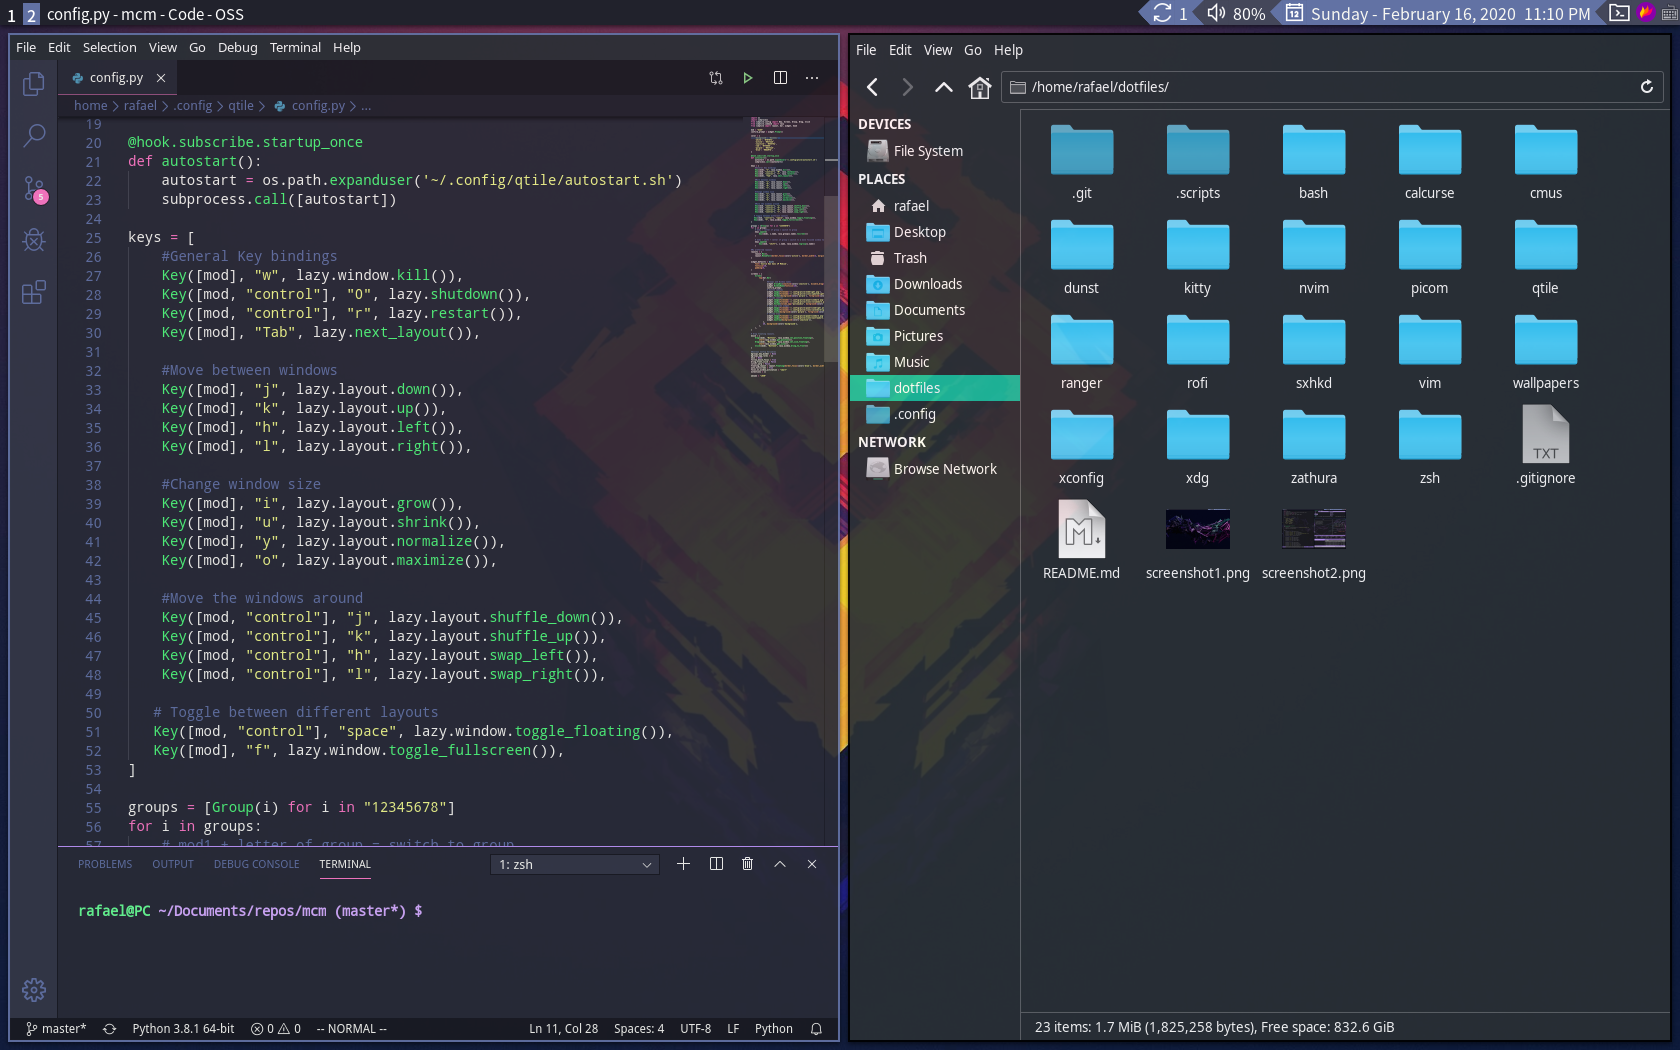 1 2 config.py - mcm - Code - OSS
1 80% 12 Sunday - February 16, 2020 11:10 PM
File Edit Selection View Go Debug Terminal Help
config.py
home > rafael > .config > qtile > config.py > ...
19
20 @hook.subscribe.startup_once
21 def autostart():
22     autostart = os.path.expanduser('~/.config/qtile/autostart.sh')
23     subprocess.call([autostart])
24
25 keys = [
26     #General Key bindings
27     Key([mod], "w", lazy.window.kill()),
28     Key([mod, "control"], "0", lazy.shutdown()),
29     Key([mod, "control"], "r", lazy.restart()),
30     Key([mod], "Tab", lazy.next_layout()),
31
32     #Move between windows
33     Key([mod], "j", lazy.layout.down()),
34     Key([mod], "k", lazy.layout.up()),
35     Key([mod], "h", lazy.layout.left()),
36     Key([mod], "l", lazy.layout.right()),
37
38     #Change window size
39     Key([mod], "i", lazy.layout.grow()),
40     Key([mod], "u", lazy.layout.shrink()),
41     Key([mod], "y", lazy.layout.normalize()),
42     Key([mod], "o", lazy.layout.maximize()),
43
44     #Move the windows around
45     Key([mod, "control"], "j", lazy.layout.shuffle_down()),
46     Key([mod, "control"], "k", lazy.layout.shuffle_up()),
47     Key([mod, "control"], "h", lazy.layout.swap_left()),
48     Key([mod, "control"], "l", lazy.layout.swap_right()),
49
50    # Toggle between different layouts
51    Key([mod, "control"], "space", lazy.window.toggle_floating()),
52    Key([mod], "f", lazy.window.toggle_fullscreen()),
53 ]
54
55 groups = [Group(i) for i in "12345678"]
56 for i in groups:
57     # mod1 + letter of group = switch to group
5
PROBLEMS OUTPUT DEBUG CONSOLE TERMINAL 1: zsh
rafael@PC ~/Documents/repos/mcm (master*) $
master* Python 3.8.1 64-bit 0 0 -- NORMAL -- Ln 11, Col 28 Spaces: 4 UTF-8 LF Python
File Edit View Go Help
/home/rafael/dotfiles/
DEVICES
File System
PLACES
rafael
Desktop
Trash
Downloads
Documents
Pictures
Music
dotfiles
.config
NETWORK
Browse Network
.git .scripts bash calcurse cmus
dunst kitty nvim picom qtile
ranger rofi sxhkd vim wallpapers
TXT
xconfig xdg zathura zsh .gitignore
M
README.md screenshot1.png screenshot2.png
23 items: 1.7 MiB (1,825,258 bytes), Free space: 832.6 GiB